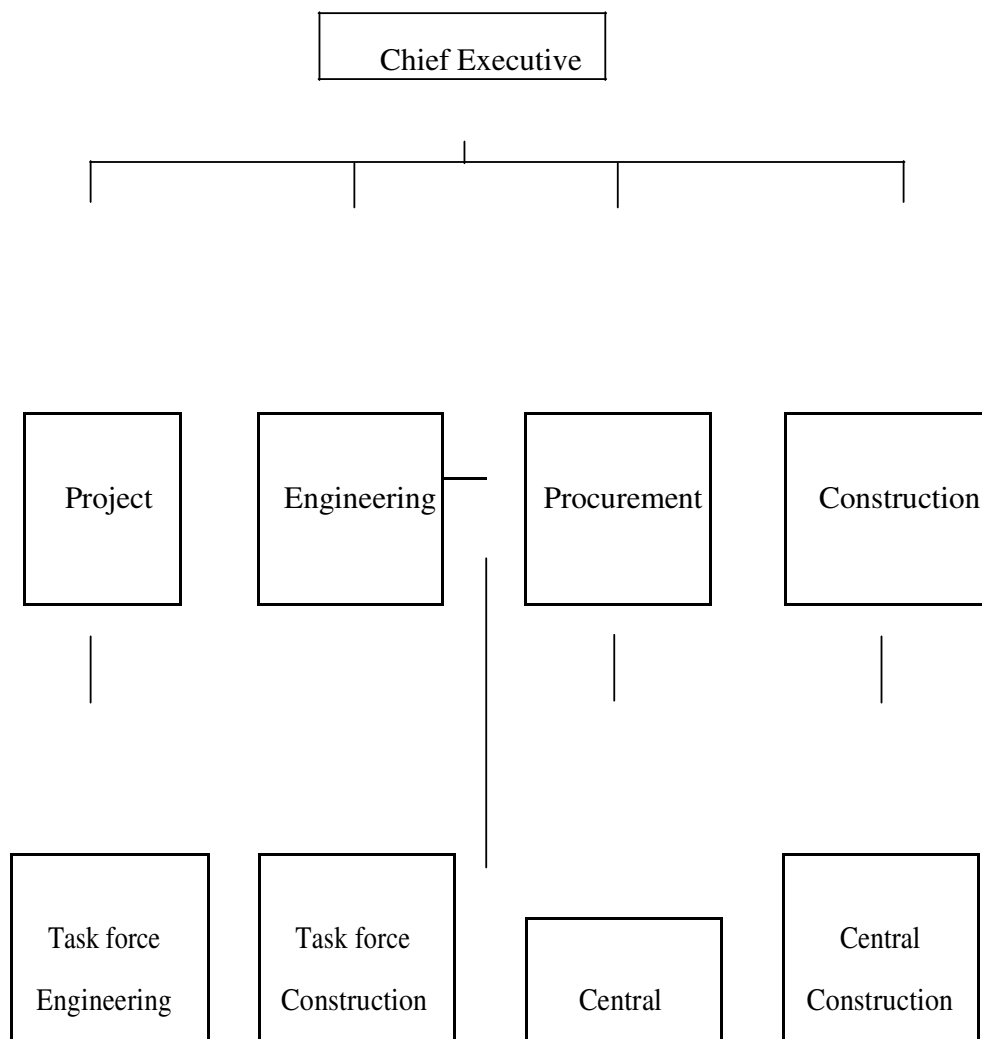 Chief Executive
Project
Engineering
Procurement
Construction
Task force
Engineering
Task force
Construction
Central
Central
Construction